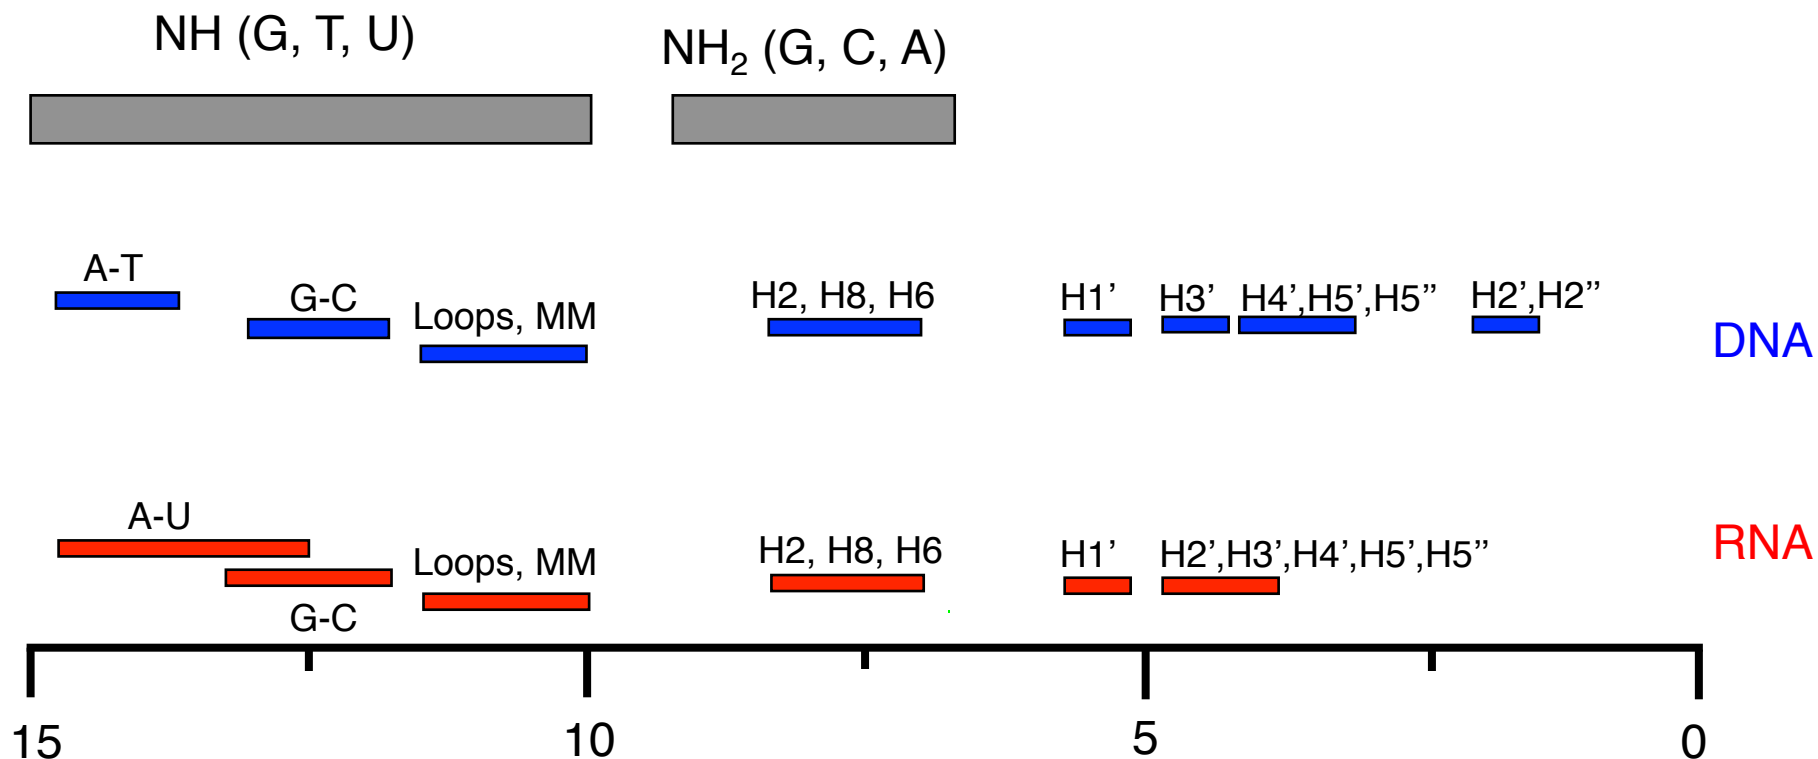 NH (G, T, U)
NH₂ (G, C, A)
A-T
G-C
Loops, MM
H2, H8, H6
H1’
H3’
H4’,H5’,H5”
H2’,H2”
DNA
A-U
G-C
Loops, MM
H2, H8, H6
H1’
H2’,H3’,H4’,H5’,H5”
RNA
15
10
5
0